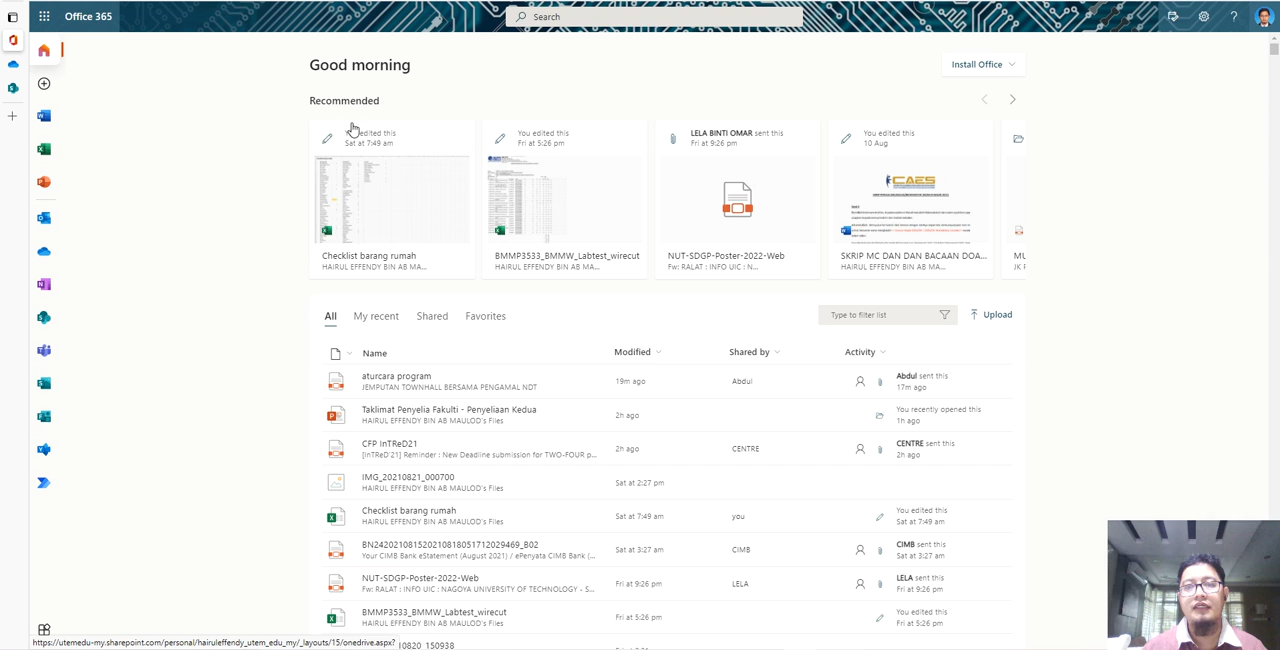 Office 365
Search
Good morning
Install Office
Recommended
You edited this
Sat at 7:49 am
You edited this
Fri at 5:26 pm
LELA BINTI OMAR sent this
Fri at 9:26 pm
You edited this
10 Aug
CAES
Checklist barang rumah
HAIRUL EFFENDY BIN AB MA...
BMMP3533_BMMW_Labtest_wirecut
HAIRUL EFFENDY BIN AB MA...
NUT-SDGP-Poster-2022-Web
Fw: RALAT : INFO UIC : N...
SKRIP MC DAN DAN BACAAN DOA...
HAIRUL EFFENDY BIN AB MA...
MU
JK R
All My recent Shared Favorites
Type to filter list
Upload
Name Modified Shared by Activity
aturcara program
JEMPUTAN TOWNHALL BERSAMA PENGAMAL NDT
19m ago
Abdul
Abdul sent this
17m ago
Taklimat Penyelia Fakulti - Penyeliaan Kedua
HAIRUL EFFENDY BIN AB MAULOD's Files
2h ago
You recently opened this
1h ago
CFP InTReD21
[InTReD'21] Reminder : New Deadline submission for TWO-FOUR p...
2h ago
CENTRE
CENTRE sent this
2h ago
IMG_20210821_000700
HAIRUL EFFENDY BIN AB MAULOD's Files
Sat at 2:27 pm
Checklist barang rumah
HAIRUL EFFENDY BIN AB MAULOD's Files
Sat at 7:49 am
you
You edited this
Sat at 7:49 am
BN24202108152021081805171202​9469_B02
Your CIMB Bank eStatement (August 2021) / ePenyata CIMB Bank (...
Sat at 3:27 am
CIMB
CIMB sent this
Sat at 3:27 am
NUT-SDGP-Poster-2022-Web
Fw: RALAT : INFO UIC : NAGOYA UNIVERSITY OF TECHNOLOGY - S...
Fri at 9:26 pm
LELA
LELA sent this
Fri at 9:26 pm
BMMP3533_BMMW_Labtest_wirecut
HAIRUL EFFENDY BIN AB MAULOD's Files
Fri at 5:26 pm
You edited this
Fri at 5:26 pm
https://utemedu-my.sharepoint.com/personal/hairuleffendy_utem_edu_my/_layouts/15/onedrive.aspx?
0820_150938